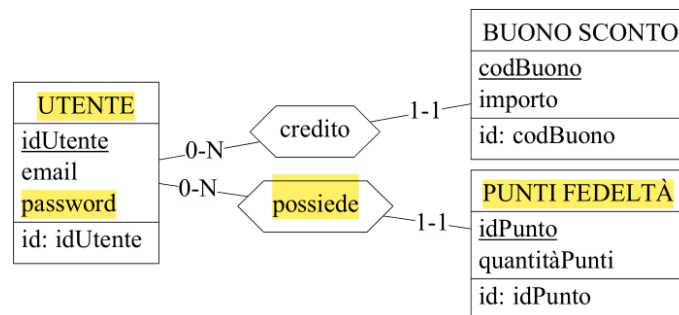 UTENTE
idUtente
email
password
id: idUtente
0-N
credito
1-1
BUONO SCONTO
codBuono
importo
id: codBuono
0-N
possiede
1-1
PUNTI FEDELTÀ
idPunto
quantitàPunti
id: idPunto